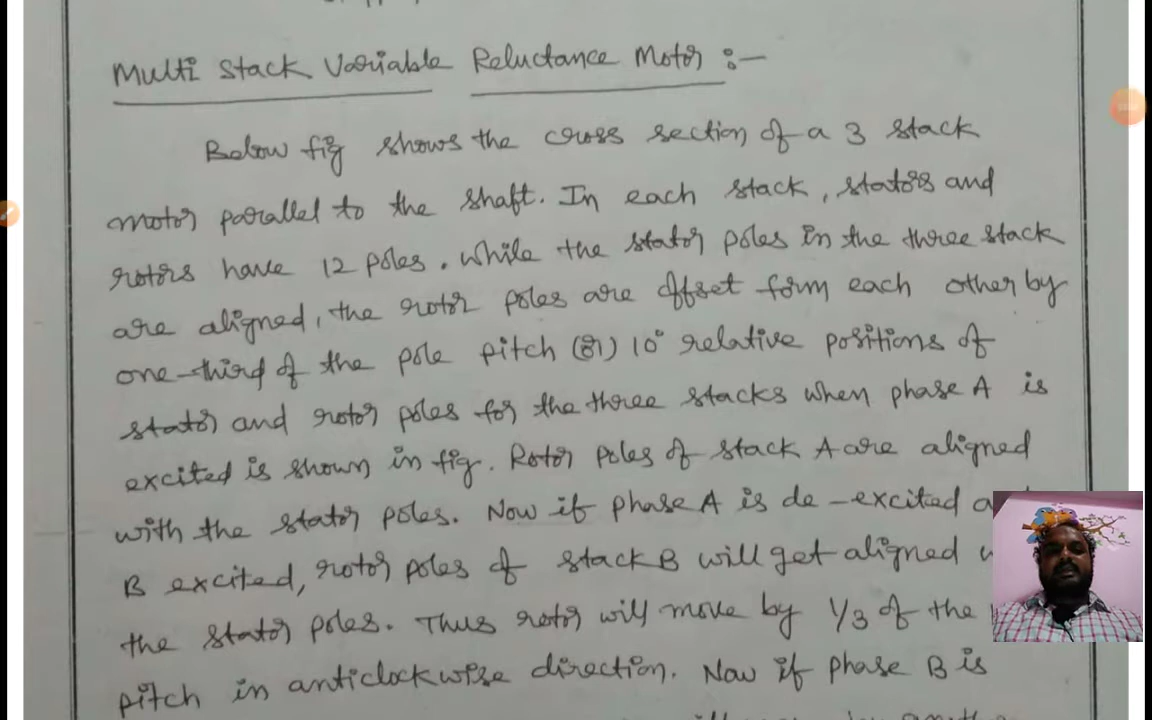 Multi Stack Variable Reluctance Motor :-
Below fig shows the cross section of a 3 stack
motor parallel to the shaft. In each stack, stators and
rotors have 12 poles. While the stator poles in the three stack
are aligned, the rotor poles are offset form each other by
one-third of the pole pitch (or) 10° relative positions of
stator and rotor poles for the three stacks when phase A is
excited is shown in fig. Rotor poles of stack A are aligned
with the stator poles. Now if phase A is de-excited
B excited, rotor poles of stack B will get aligned
the stator poles. Thus rotor will move by 1/3 of the
pitch in anticlockwise direction. Now if phase B is